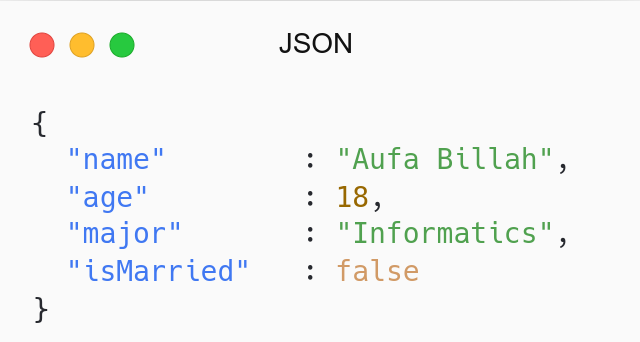 JSON
{
  "name"        : "Aufa Billah",
  "age"         : 18,
  "major"       : "Informatics",
  "isMarried"   : false
}